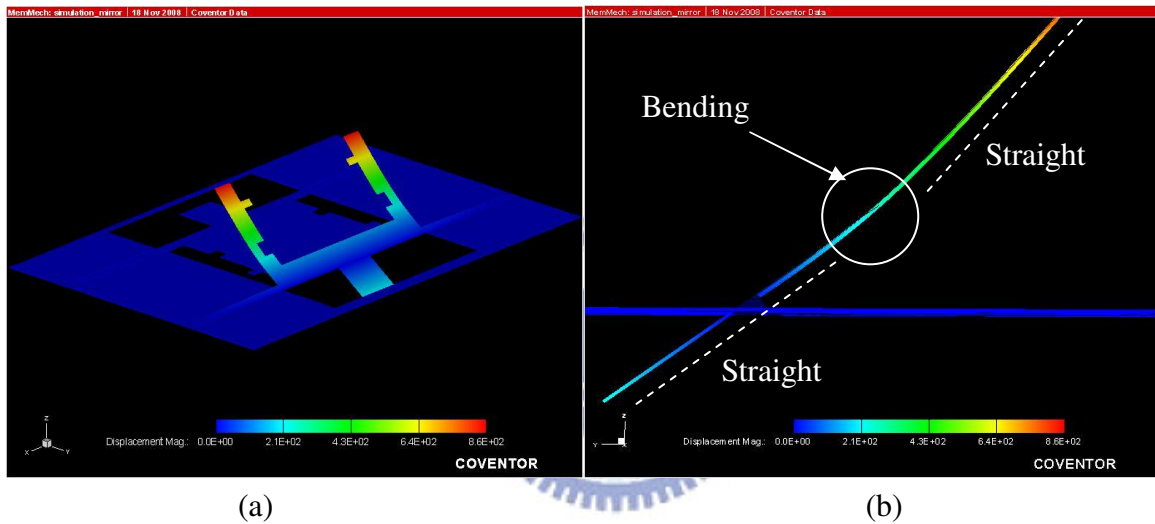 MemMech: simulation_mirror | 18 Nov 2008 | Coventor Data
Z
X
Y
Displacement Mag.: 0.0E+00 2.1E+02 4.3E+02 6.4E+02 8.6E+02
COVENTOR
(a)
MemMech: simulation_mirror | 18 Nov 2008 | Coventor Data
Bending
Straight
Straight
Z
Y
X
Displacement Mag.: 0.0E+00 2.1E+02 4.3E+02 6.4E+02 8.6E+02
COVENTOR
(b)